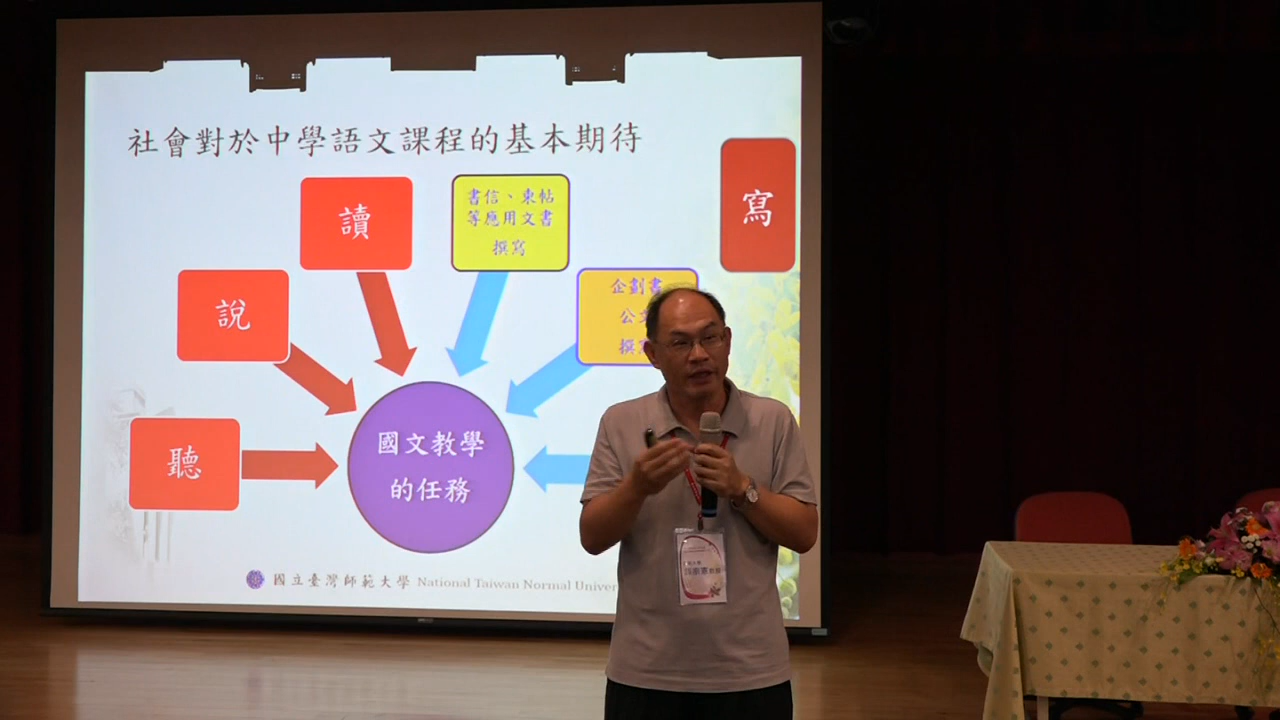 社會對於中學語文課程的基本期待
讀
書信、柬帖
等應用文書
撰寫
寫
說
企劃書
公文
撰寫
聽
國文教學
的任務
國立臺灣師範大學 National Taiwan Normal Univer